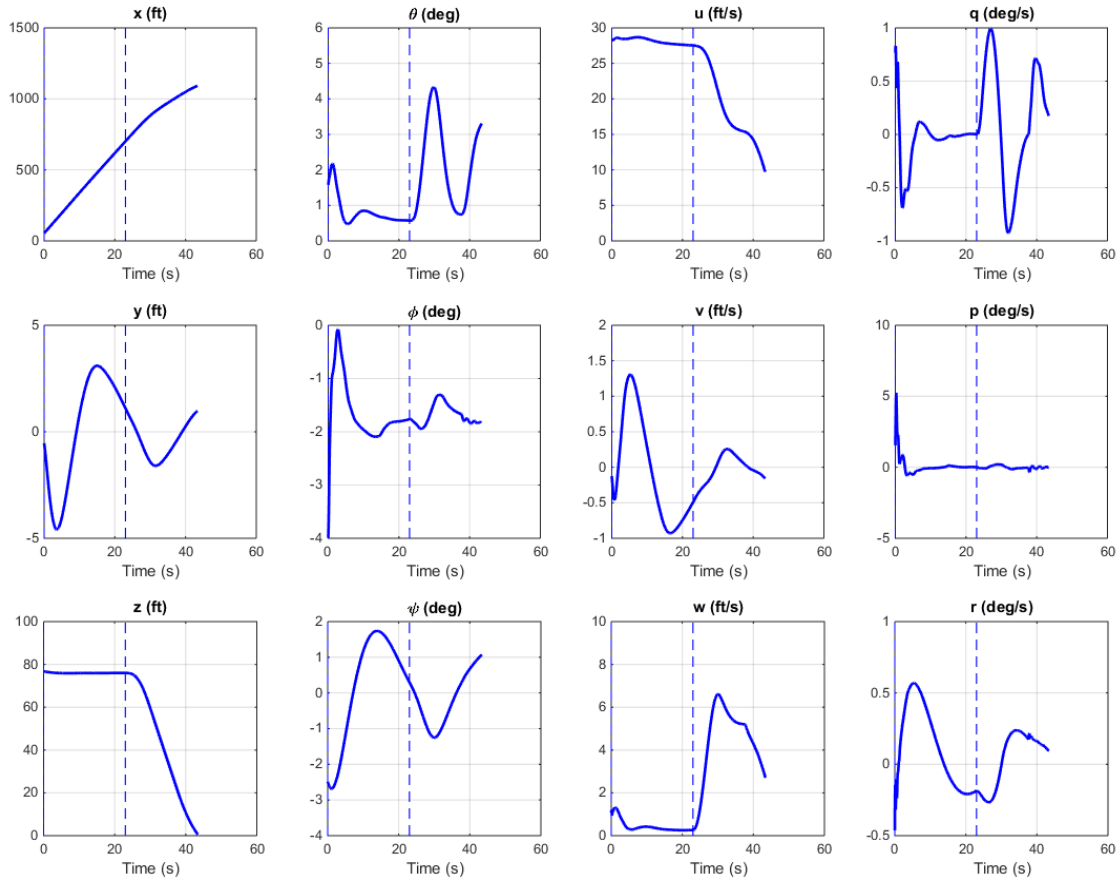 x (ft)
1500
1000
500
0
0 20 40 60
Time (s)
θ (deg)
6
5
4
3
2
1
0
0 20 40 60
Time (s)
u (ft/s)
30
25
20
15
10
5
0
0 20 40 60
Time (s)
q (deg/s)
1
0.5
0
-0.5
-1
0 20 40 60
Time (s)
y (ft)
5
0
-5
0 20 40 60
Time (s)
ϕ (deg)
0
-1
-2
-3
-4
0 20 40 60
Time (s)
v (ft/s)
2
1.5
1
0.5
0
-0.5
-1
0 20 40 60
Time (s)
p (deg/s)
10
5
0
-5
0 20 40 60
Time (s)
z (ft)
100
80
60
40
20
0
0 20 40 60
Time (s)
ψ (deg)
2
1
0
-1
-2
-3
-4
0 20 40 60
Time (s)
w (ft/s)
10
8
6
4
2
0
0 20 40 60
Time (s)
r (deg/s)
1
0.5
0
-0.5
0 20 40 60
Time (s)